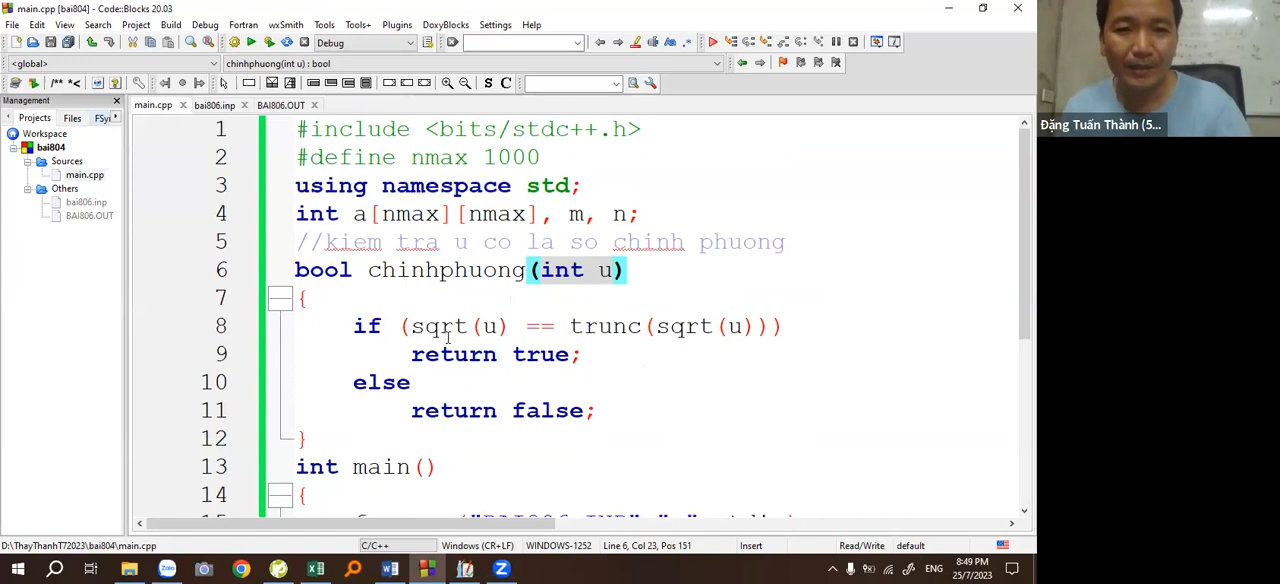 main.cpp [bai804] - Code::Blocks 20.03
File Edit View Search Project Build Debug Fortran wxSmith Tools Tools+ Plugins DoxyBlocks Settings Help
Debug
<global>
chinhphuong(int u) : bool
/** *<
S C
Management
Projects Files FSy
Workspace
bai804
Sources
main.cpp
Others
bai806.inp
BAI806.OUT
main.cpp bai806.inp BAI806.OUT
1 #include <bits/stdc++.h>
2 #define nmax 1000
3 using namespace std;
4 int a[nmax][nmax], m, n;
5 //kiem tra u co la so chinh phuong
6 bool chinhphuong(int u)
7 {
8 if (sqrt(u) == trunc(sqrt(u)))
9 return true;
10 else
11 return false;
12 }
13 int main()
14 {
Đặng Tuấn Thành (5...
D:\ThayThanhT72023\bai804\main.cpp C/C++ Windows (CR+LF) WINDOWS-1252 Line 6, Col 23, Pos 151 Insert Read/Write default
Zalo
ENG
8:49 PM
25/7/2023